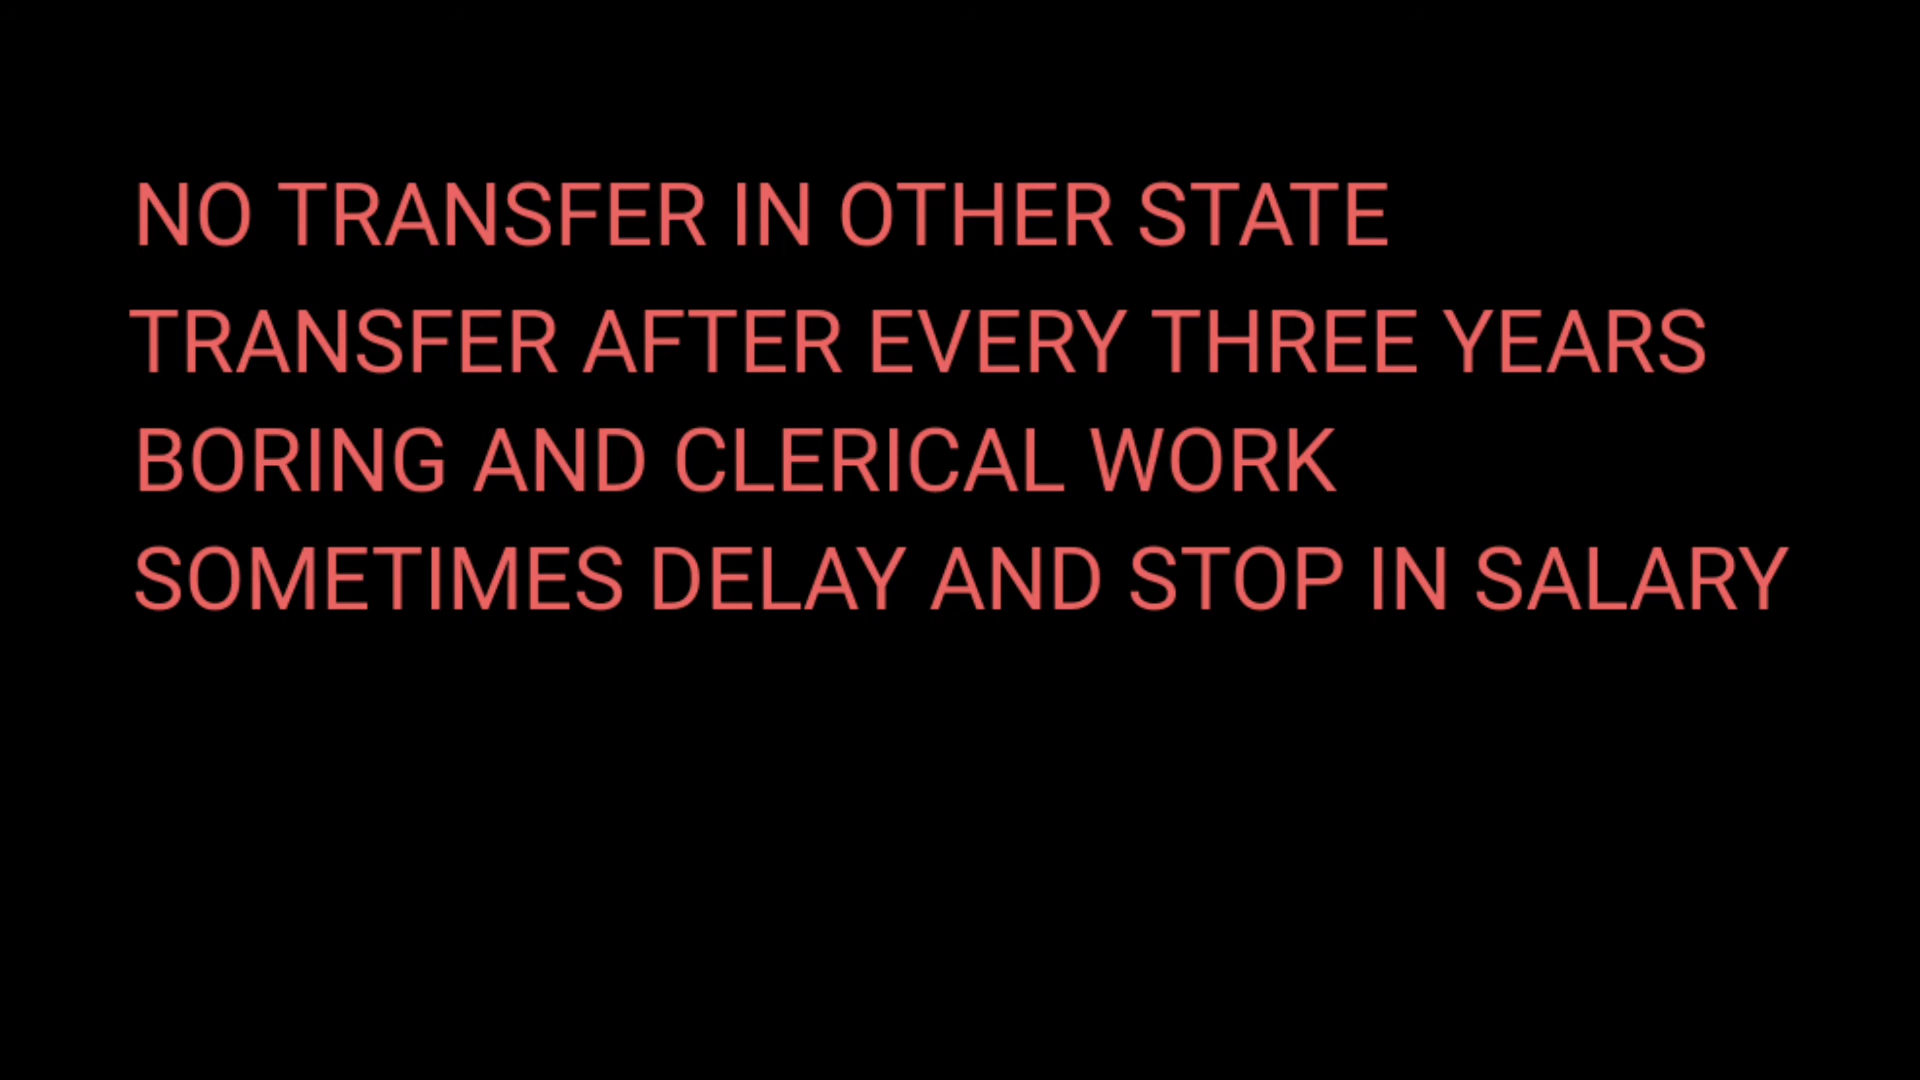 NO TRANSFER IN OTHER STATE
TRANSFER AFTER EVERY THREE YEARS
BORING AND CLERICAL WORK
SOMETIMES DELAY AND STOP IN SALARY